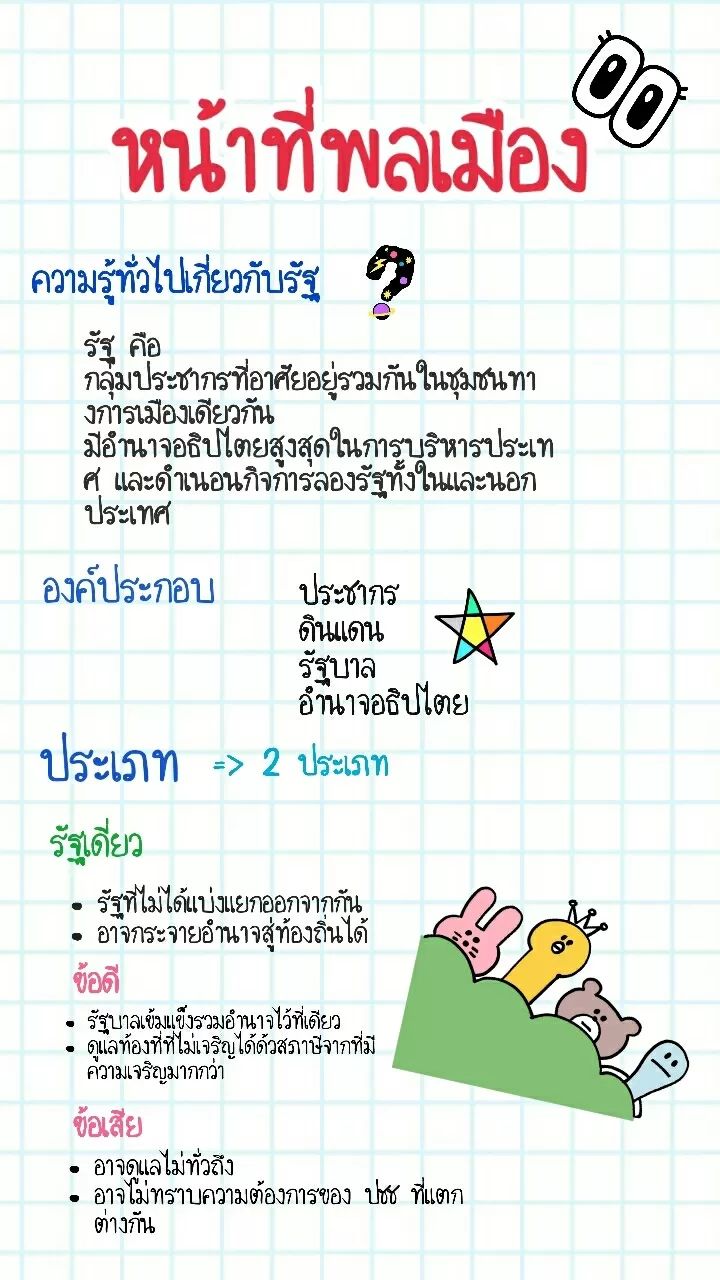 หน้าที่พลเมือง
ความรู้ทั่วไปเกี่ยวกับรัฐ
รัฐ คือ
กลุ่มประชากรที่อาศัยอยู่รวมกันในชุมชนทา
งการเมืองเดียวกัน
มีอำนาจอธิปไตยสูงสุดในการบริหารประเท
ศ และดำเนอนกิจการลองรัฐทั้งในและนอก
ประเทศ
องค์ประกอบ
ประชากร
ดินแดน
รัฐบาล
อำนาจอธิปไตย
ประเภท => 2 ประเภท
รัฐเดี่ยว
• รัฐที่ไม่ได้แบ่งแยกออกจากกัน
• อาจกระจายอำนาจสู่ท้องถิ่นได้
ข้อดี
• รัฐบาลเข้มแข็งรวมอำนาจไว้ที่เดียว
• ดูแลท้องที่ที่ไม่เจริญได้ด้วสภาษีจากที่มี
ความเจริญมากกว่า
ข้อเสีย
• อาจดูแลไม่ทั่วถึง
• อาจไม่ทราบความต้องการของ ปชช ที่แตก
ต่างกัน